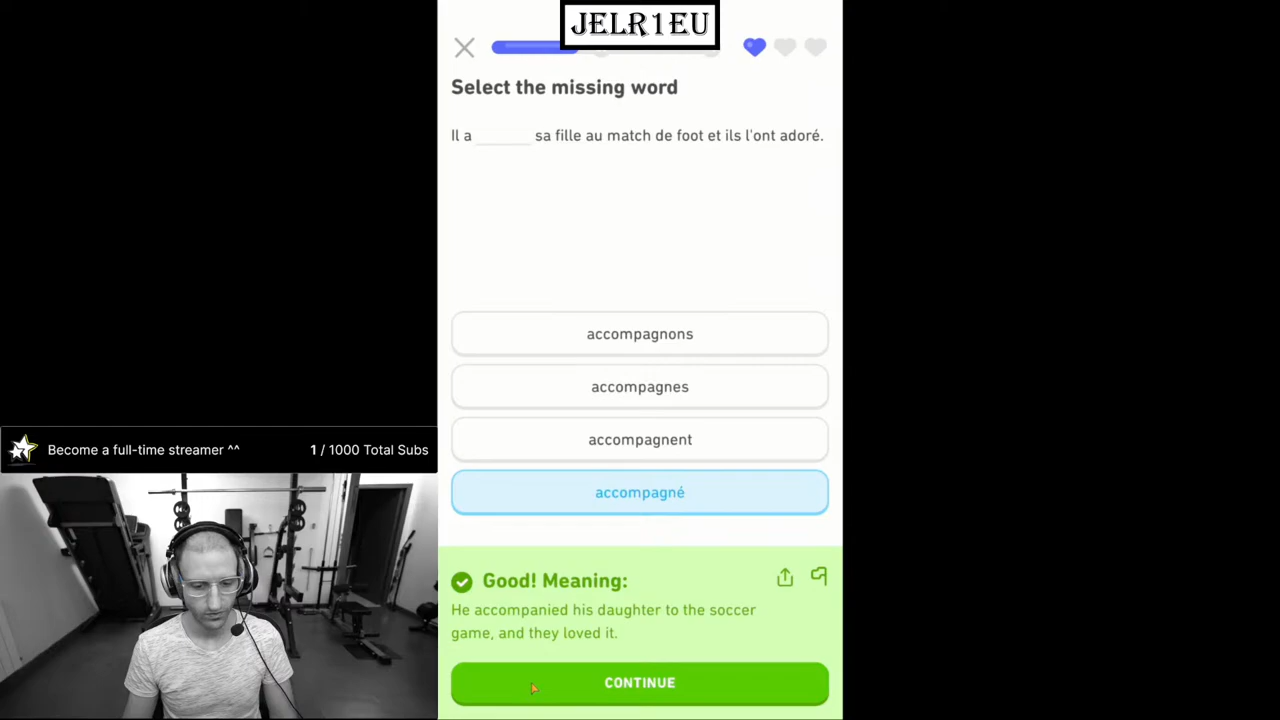 JELR1EU
Select the missing word
Il a ______ sa fille au match de foot et ils l'ont adoré.
accompagnons
accompagnes
accompagnent
accompagné
Become a full-time streamer ^^ 1 / 1000 Total Subs
Good! Meaning:
He accompanied his daughter to the soccer
game, and they loved it.
CONTINUE